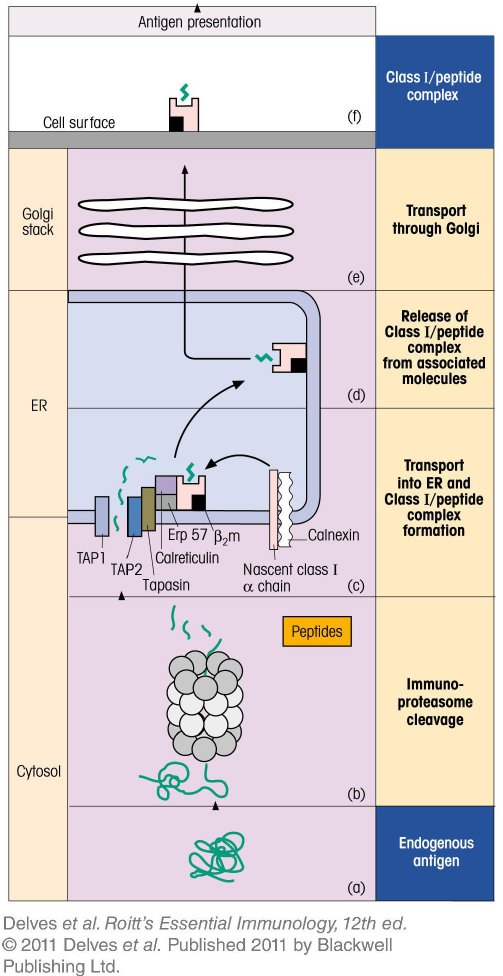 Antigen presentation
Class I/peptide
complex
(f)
Cell surface
Golgi
stack
Transport
through Golgi
(e)
Release of
Class I/peptide
complex
from associated
molecules
(d)
ER
Transport
into ER and
Class I/peptide
complex
formation
Erp 57
β₂m
Calnexin
TAP1
TAP2
Calreticulin
Tapasin
Nascent class I
α chain
(c)
Peptides
Immuno-
proteasome
cleavage
Cytosol
(b)
Endogenous
antigen
(a)
Delves et al. Roitt's Essential Immunology, 12th ed.
© 2011 Delves et al. Published 2011 by Blackwell
Publishing Ltd.